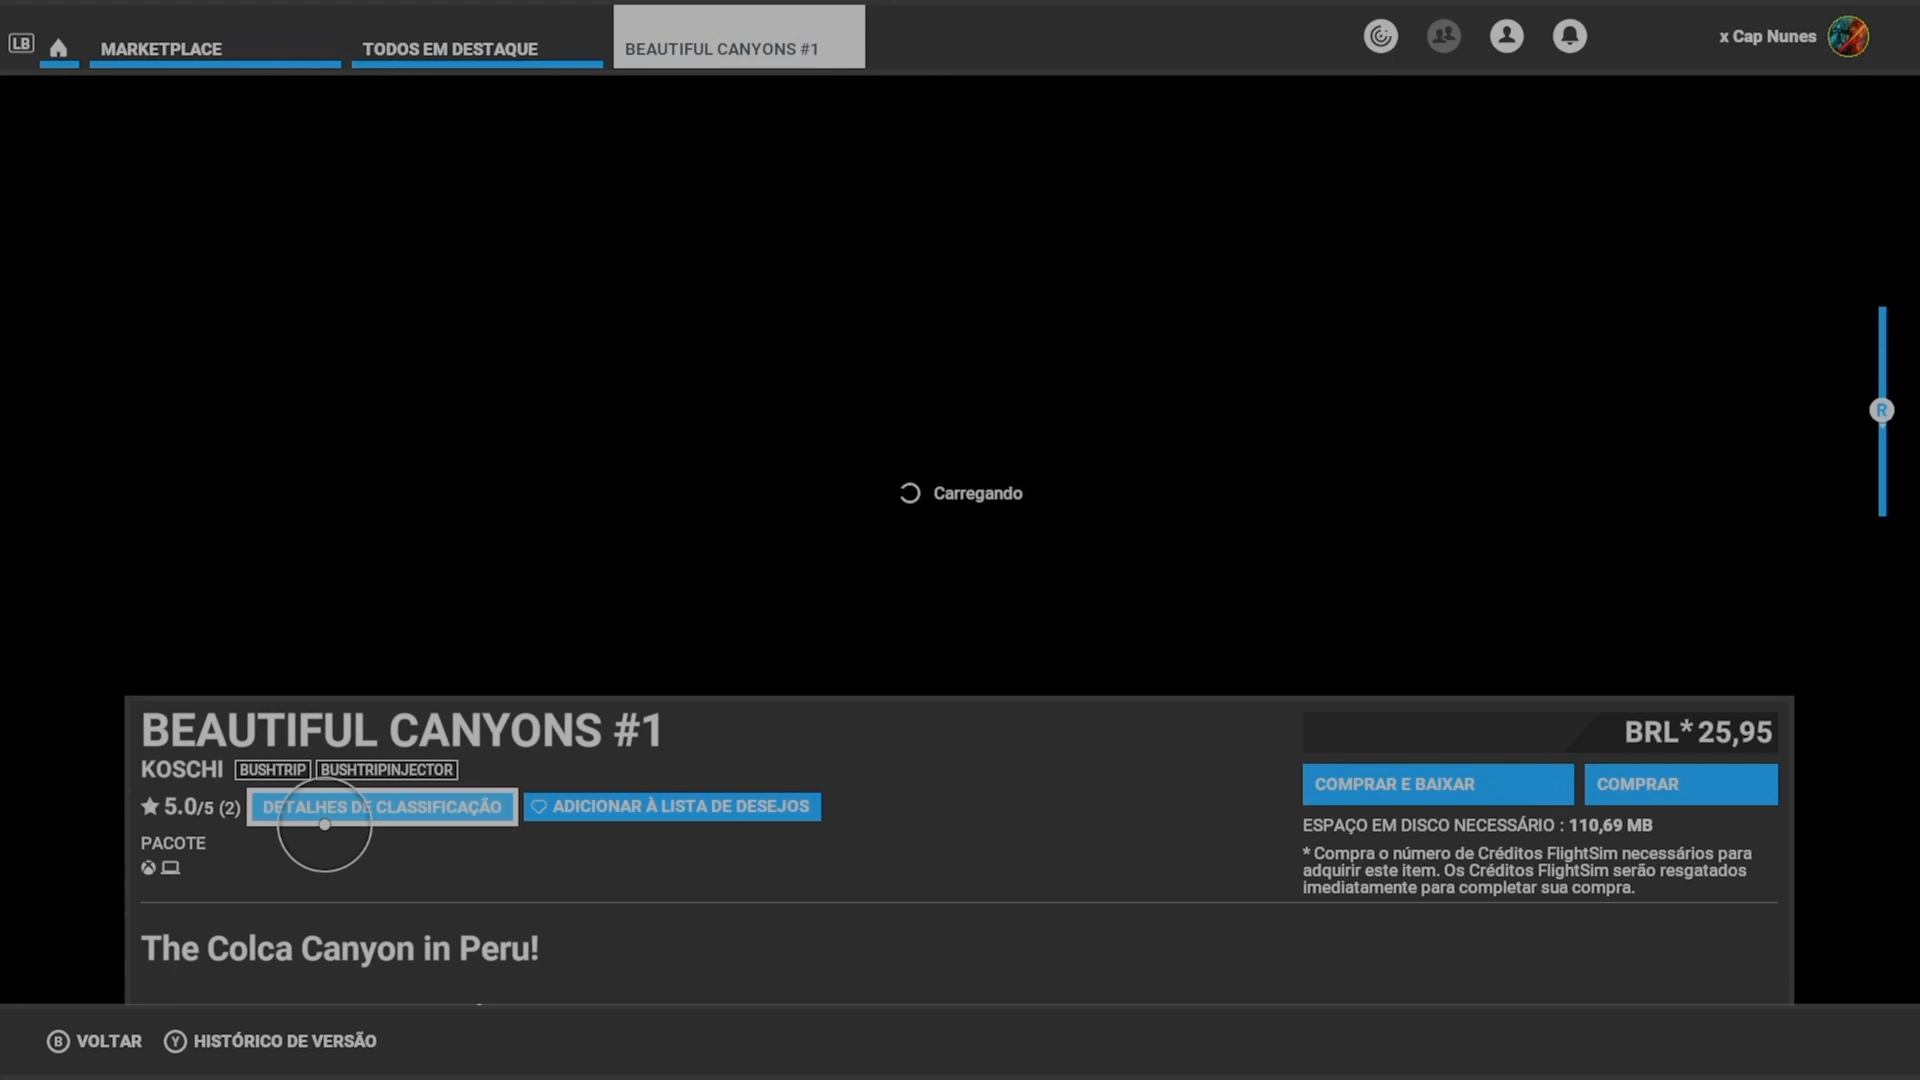 LB
MARKETPLACE
TODOS EM DESTAQUE
BEAUTIFUL CANYONS #1
x Cap Nunes
R
Carregando
BEAUTIFUL CANYONS #1
KOSCHI BUSHTRIP BUSHTRIPINJECTOR
5.0/5 (2) DETALHES DE CLASSIFICAÇÃO ADICIONAR À LISTA DE DESEJOS
PACOTE
BRL* 25,95
COMPRAR E BAIXAR COMPRAR
ESPAÇO EM DISCO NECESSÁRIO : 110,69 MB
* Compra o número de Créditos FlightSim necessários para
adquirir este item. Os Créditos FlightSim serão resgatados
imediatamente para completar sua compra.
The Colca Canyon in Peru!
B VOLTAR Y HISTÓRICO DE VERSÃO